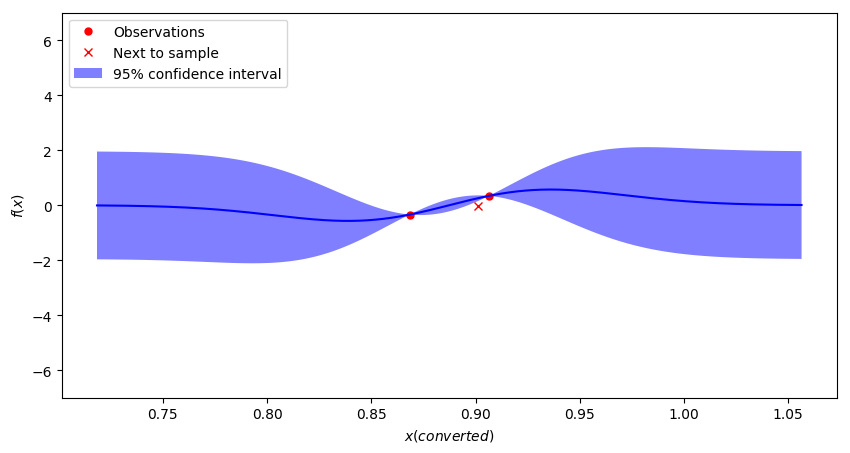 Observations
Next to sample
95% confidence interval
6
4
2
0
−2
−4
−6
f(x)
0.75 0.80 0.85 0.90 0.95 1.00 1.05
x(converted)